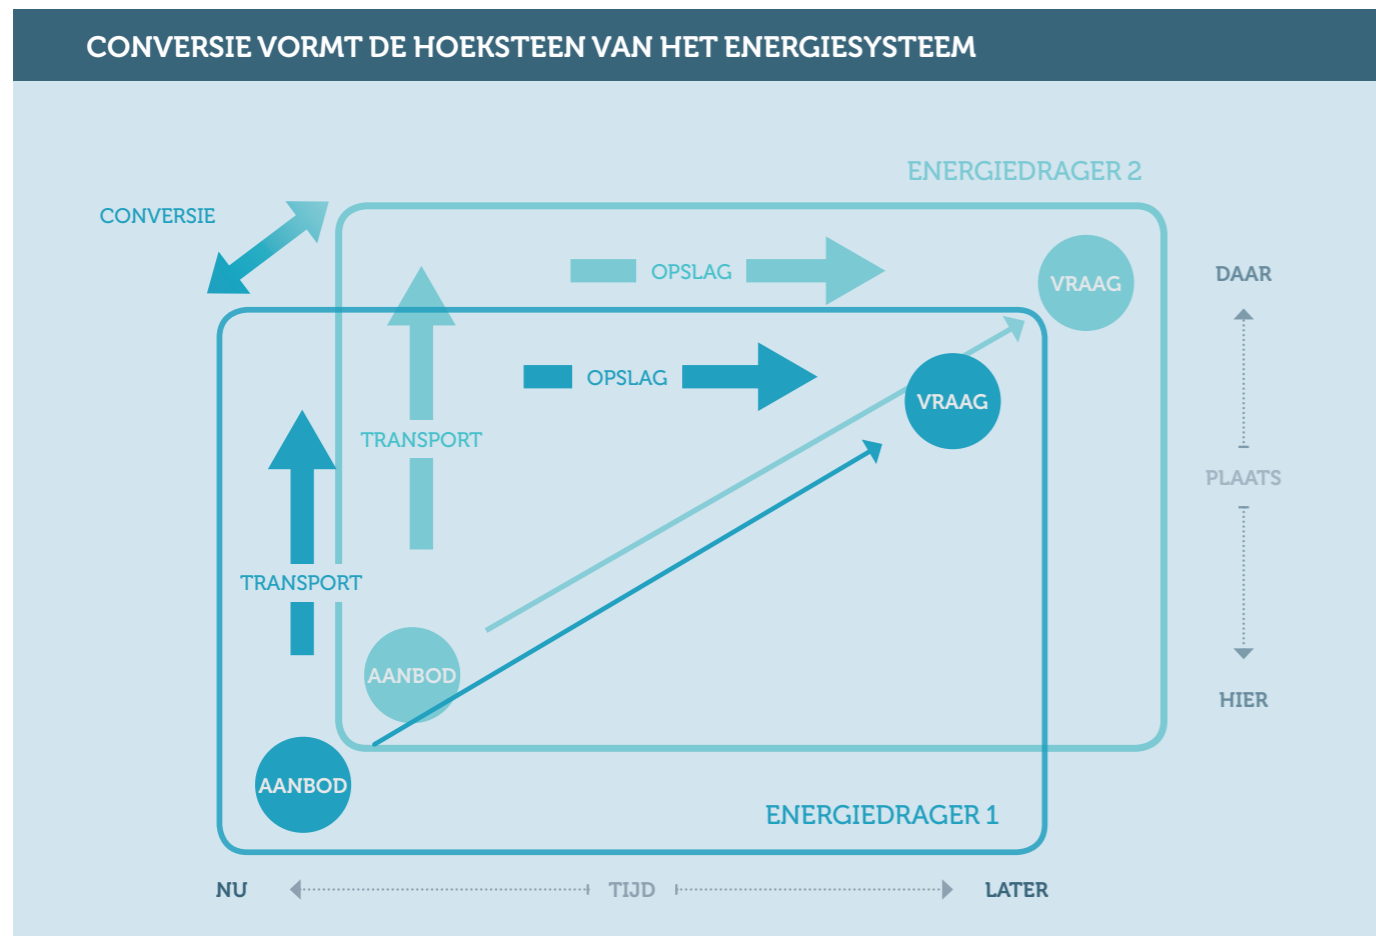 CONVERSIE VORMT DE HOEKSTEEN VAN HET ENERGIESYSTEEM
ENERGIEDRAGER 2
CONVERSIE
OPSLAG
VRAAG
DAAR
OPSLAG
VRAAG
TRANSPORT
PLAATS
TRANSPORT
AANBOD
HIER
AANBOD
ENERGIEDRAGER 1
NU
TIJD
LATER